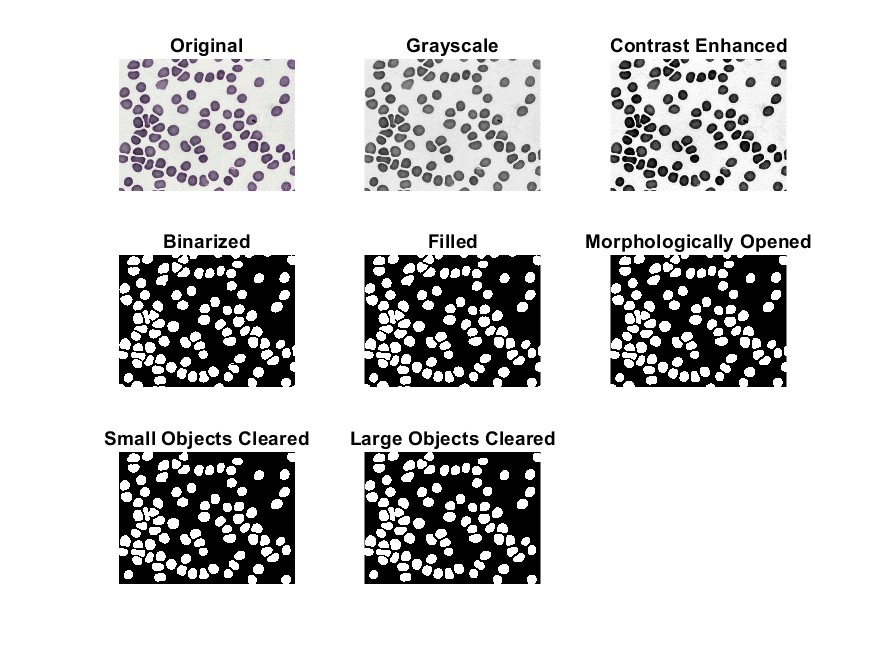 Original
Grayscale
Contrast Enhanced
Binarized
Filled
Morphologically Opened
Small Objects Cleared
Large Objects Cleared